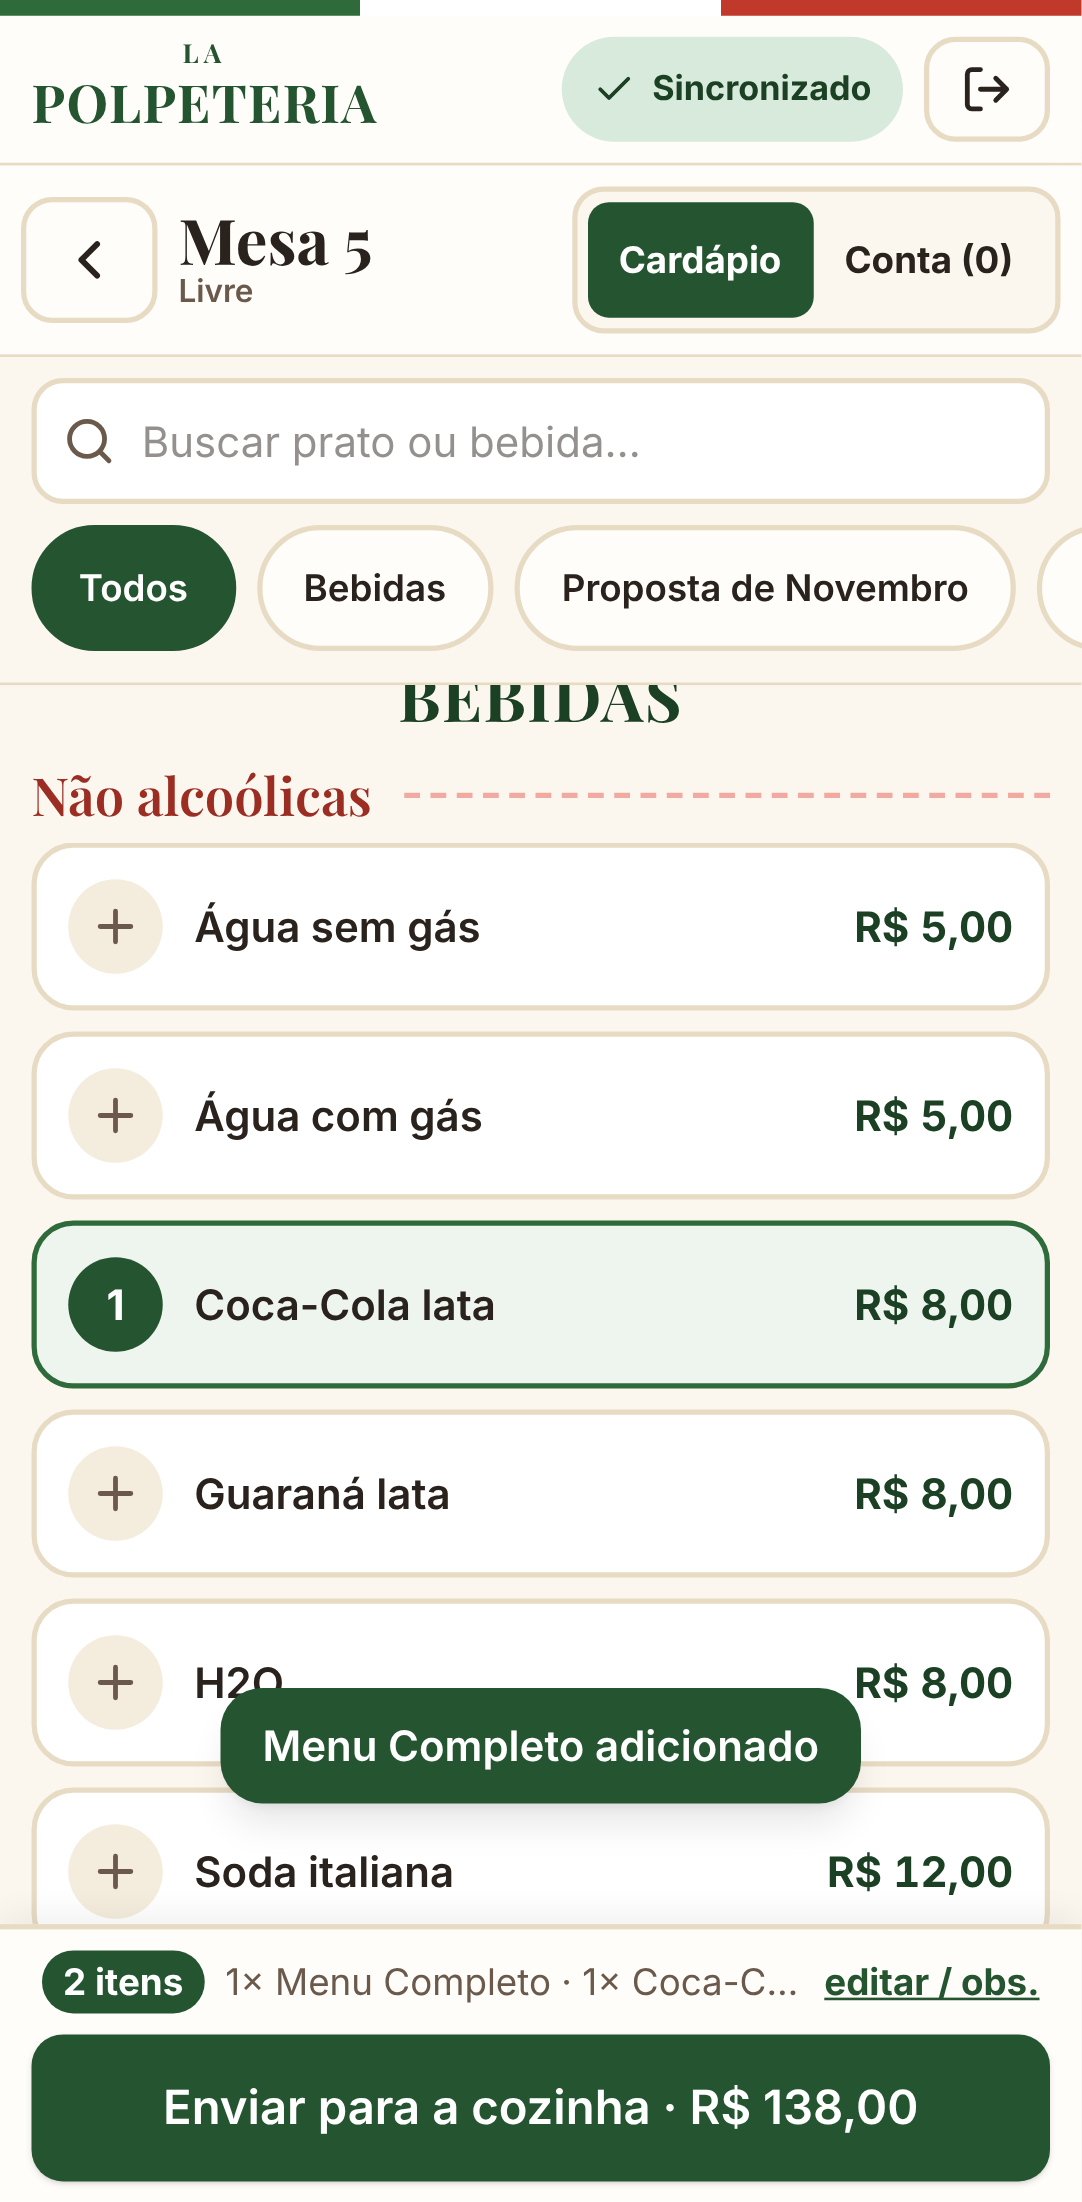 LA
POLPETERIA
Sincronizado
Mesa 5
Livre
Cardápio
Conta (0)
Buscar prato ou bebida...
Todos
Bebidas
Proposta de Novembro
BEBIDAS
Não alcoólicas
Água sem gás R$ 5,00
Água com gás R$ 5,00
1 Coca-Cola lata R$ 8,00
Guaraná lata R$ 8,00
H2O R$ 8,00
Menu Completo adicionado
Soda italiana R$ 12,00
2 itens 1× Menu Completo · 1× Coca-C... editar / obs.
Enviar para a cozinha · R$ 138,00